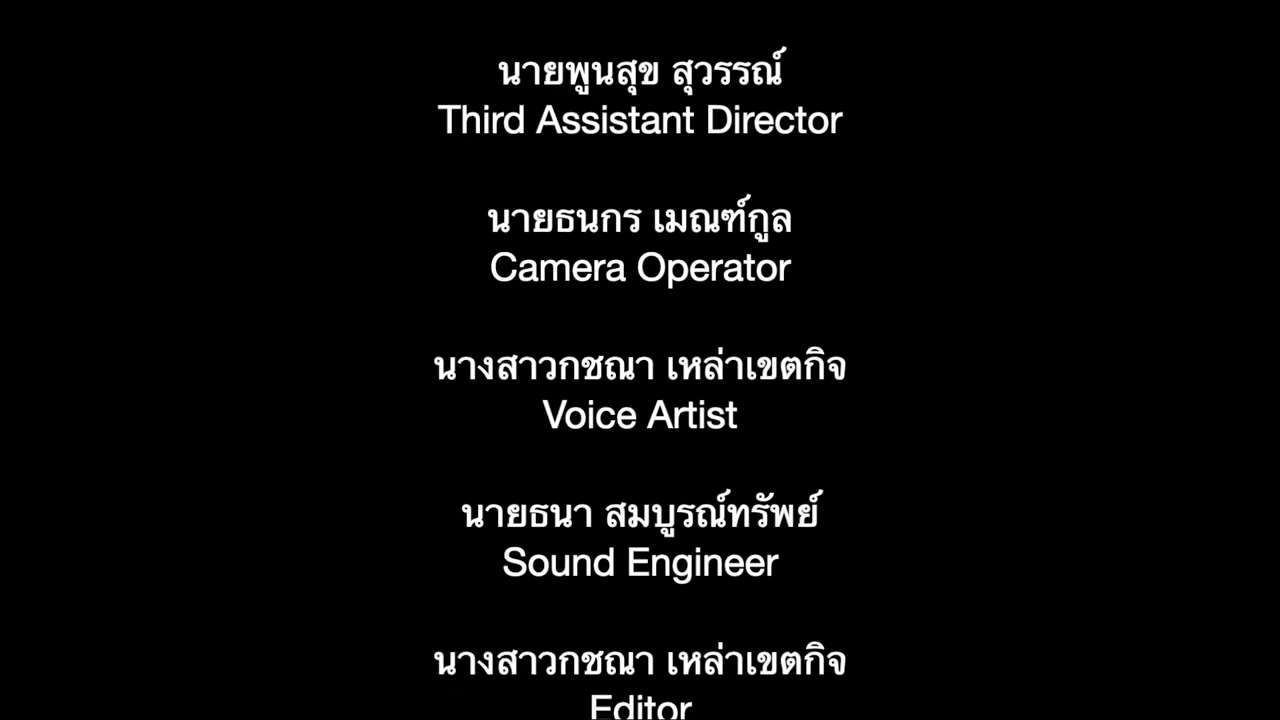 นายพูนสุข สุวรรณ์
Third Assistant Director
นายธนกร เมณฑ์กูล
Camera Operator
นางสาวกชณา เหล่าเขตกิจ
Voice Artist
นายธนา สมบูรณ์ทรัพย์
Sound Engineer
นางสาวกชณา เหล่าเขตกิจ
Editor